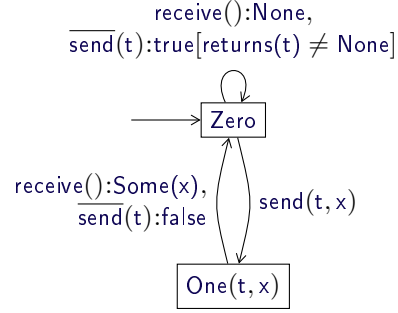 receive():None,
send(t):true[returns(t) ≠ None]
Zero
receive():Some(x),
send(t):false
send(t, x)
One(t, x)